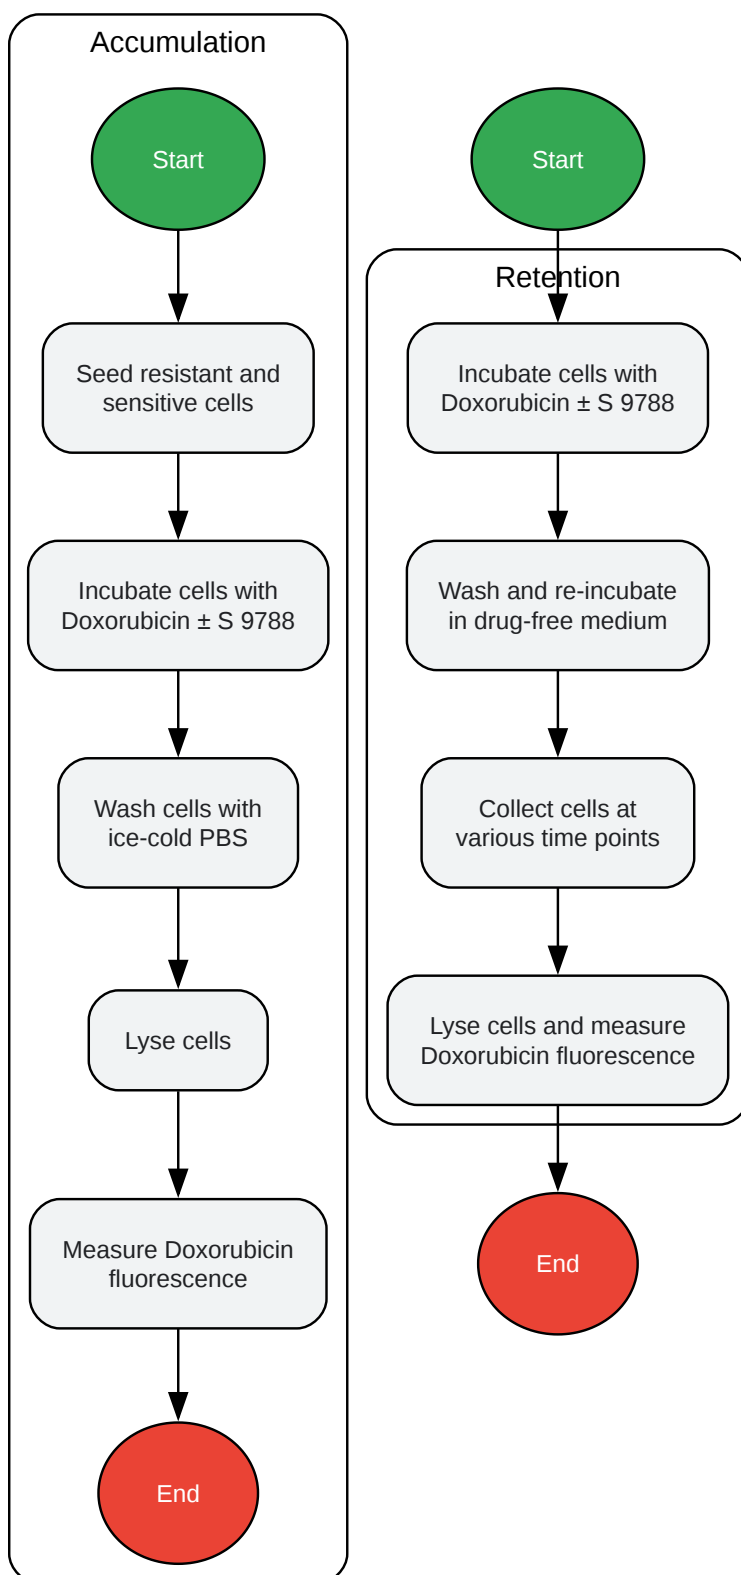 Accumulation
Start
Seed resistant and
sensitive cells
Incubate cells with
Doxorubicin ± S 9788
Wash cells with
ice-cold PBS
Lyse cells
Measure Doxorubicin
fluorescence
End
Start
Retention
Incubate cells with
Doxorubicin ± S 9788
Wash and re-incubate
in drug-free medium
Collect cells at
various time points
Lyse cells and measure
Doxorubicin fluorescence
End